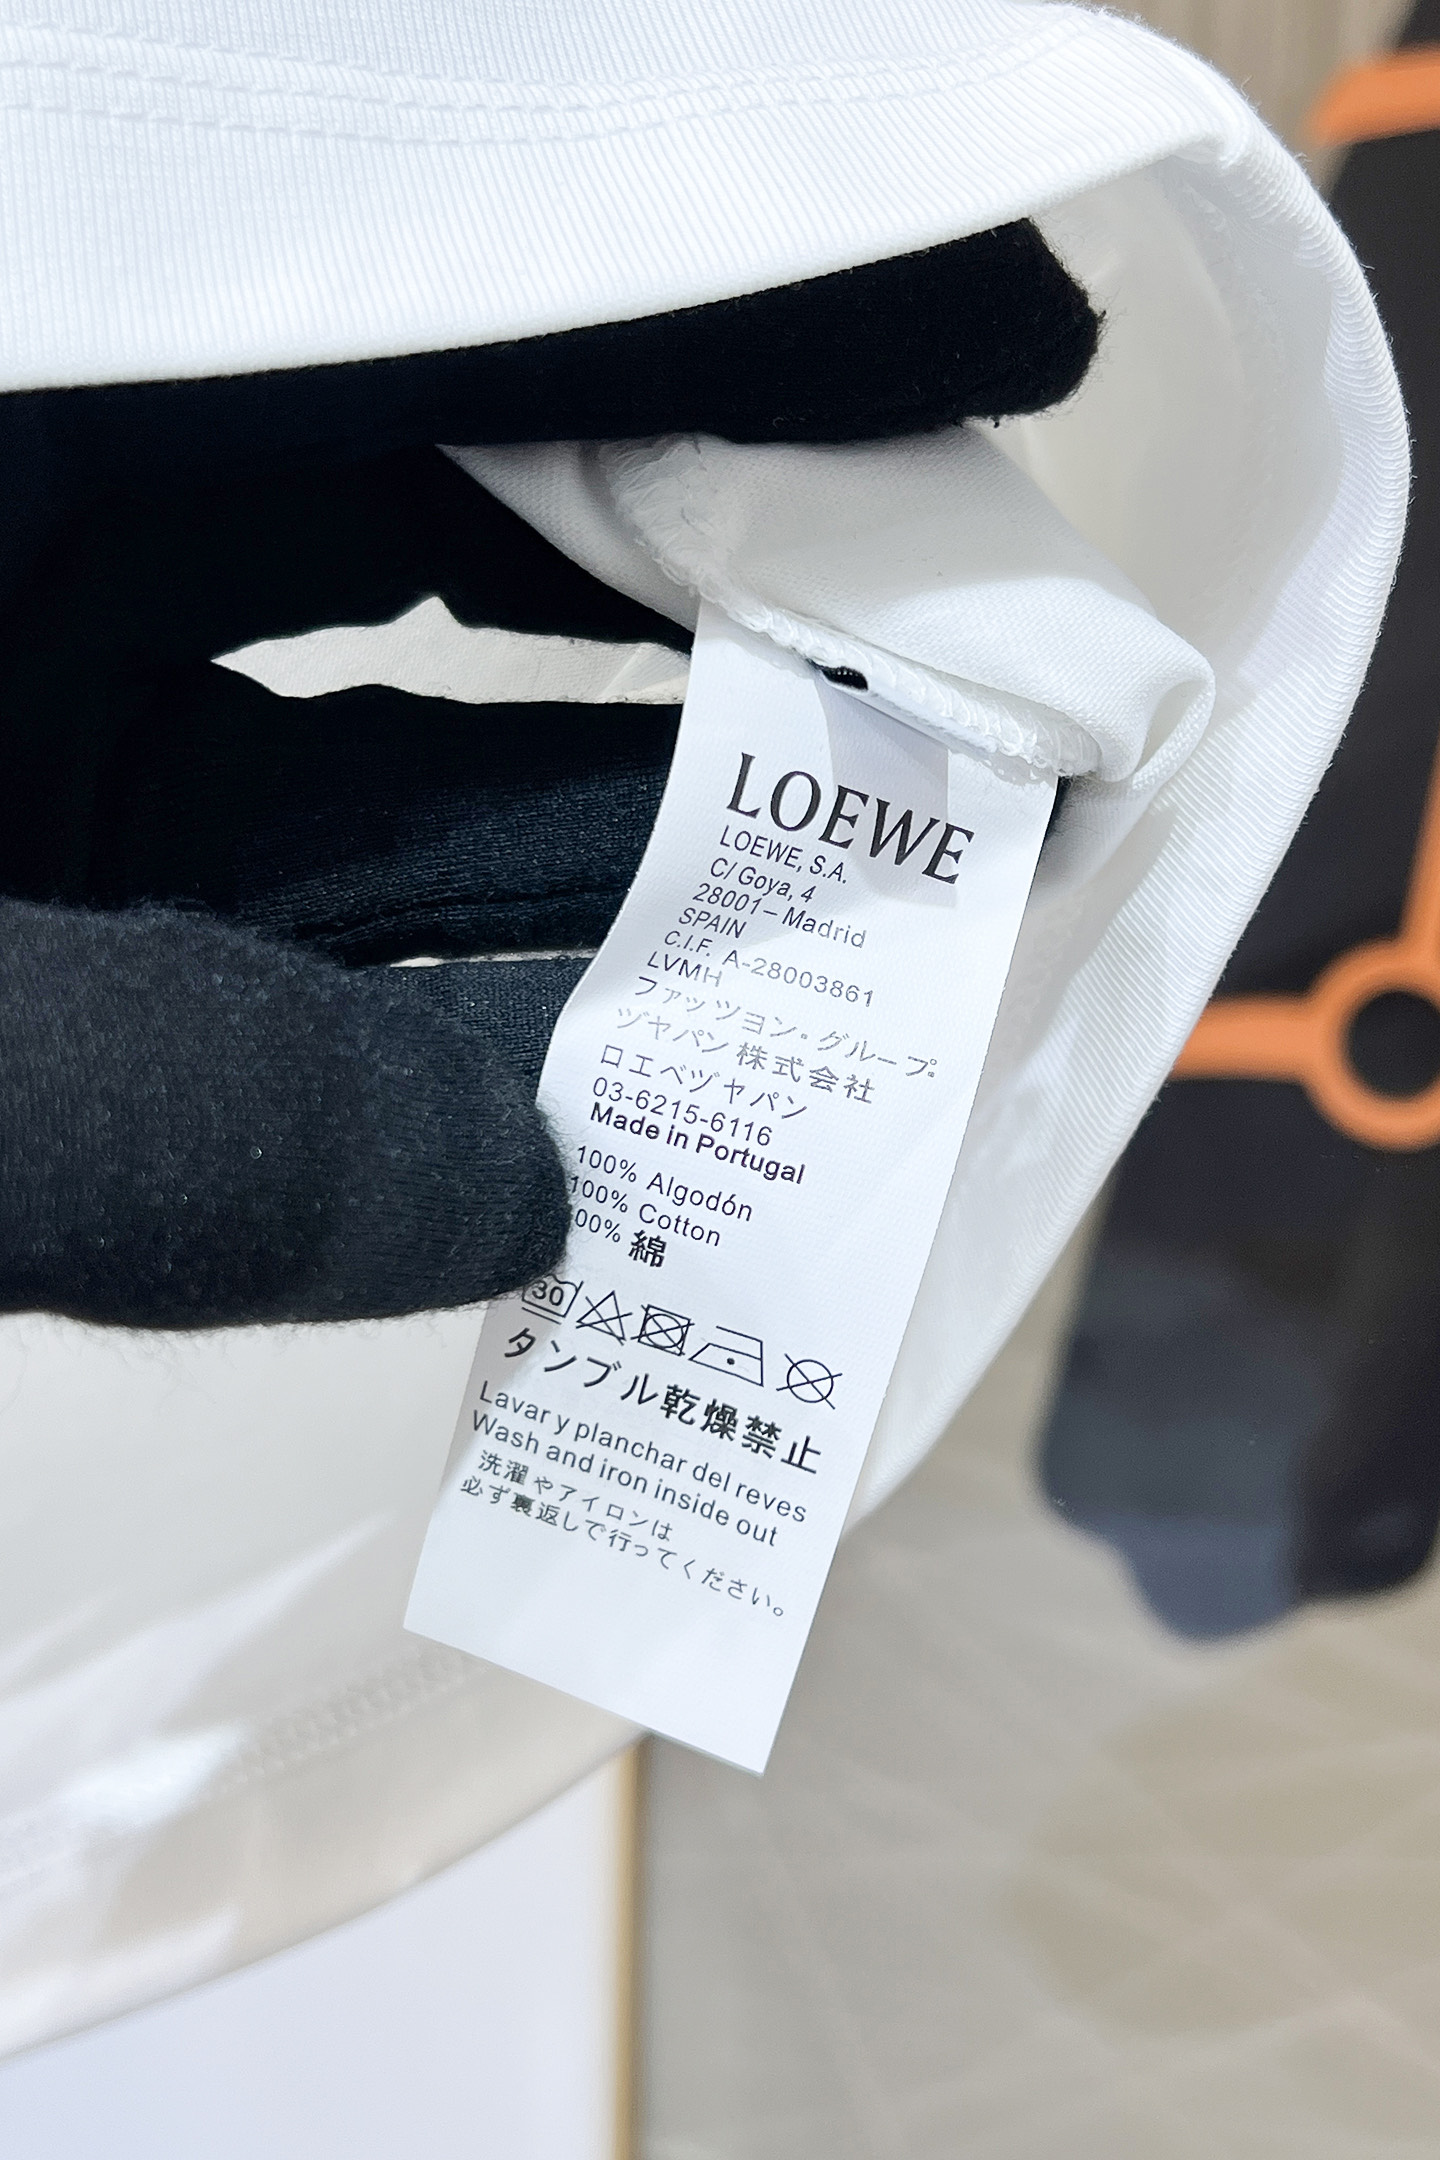 LOEWE
LOEWE, S.A.
C/ Goya, 4
28001 – Madrid
SPAIN
C.I.F. A-28003861
LVMH
ファッツヨン・グループ。
ヅヤパン 株式会社
ロエベヅヤパン
03-6215-6116
Made in Portugal
100% Algodón
100% Cotton
00% 綿
30
タンブル乾燥禁止
Lavar y planchar del reves
Wash and iron inside out
洗濯やアイロンは
必ず裏返しで行ってください。